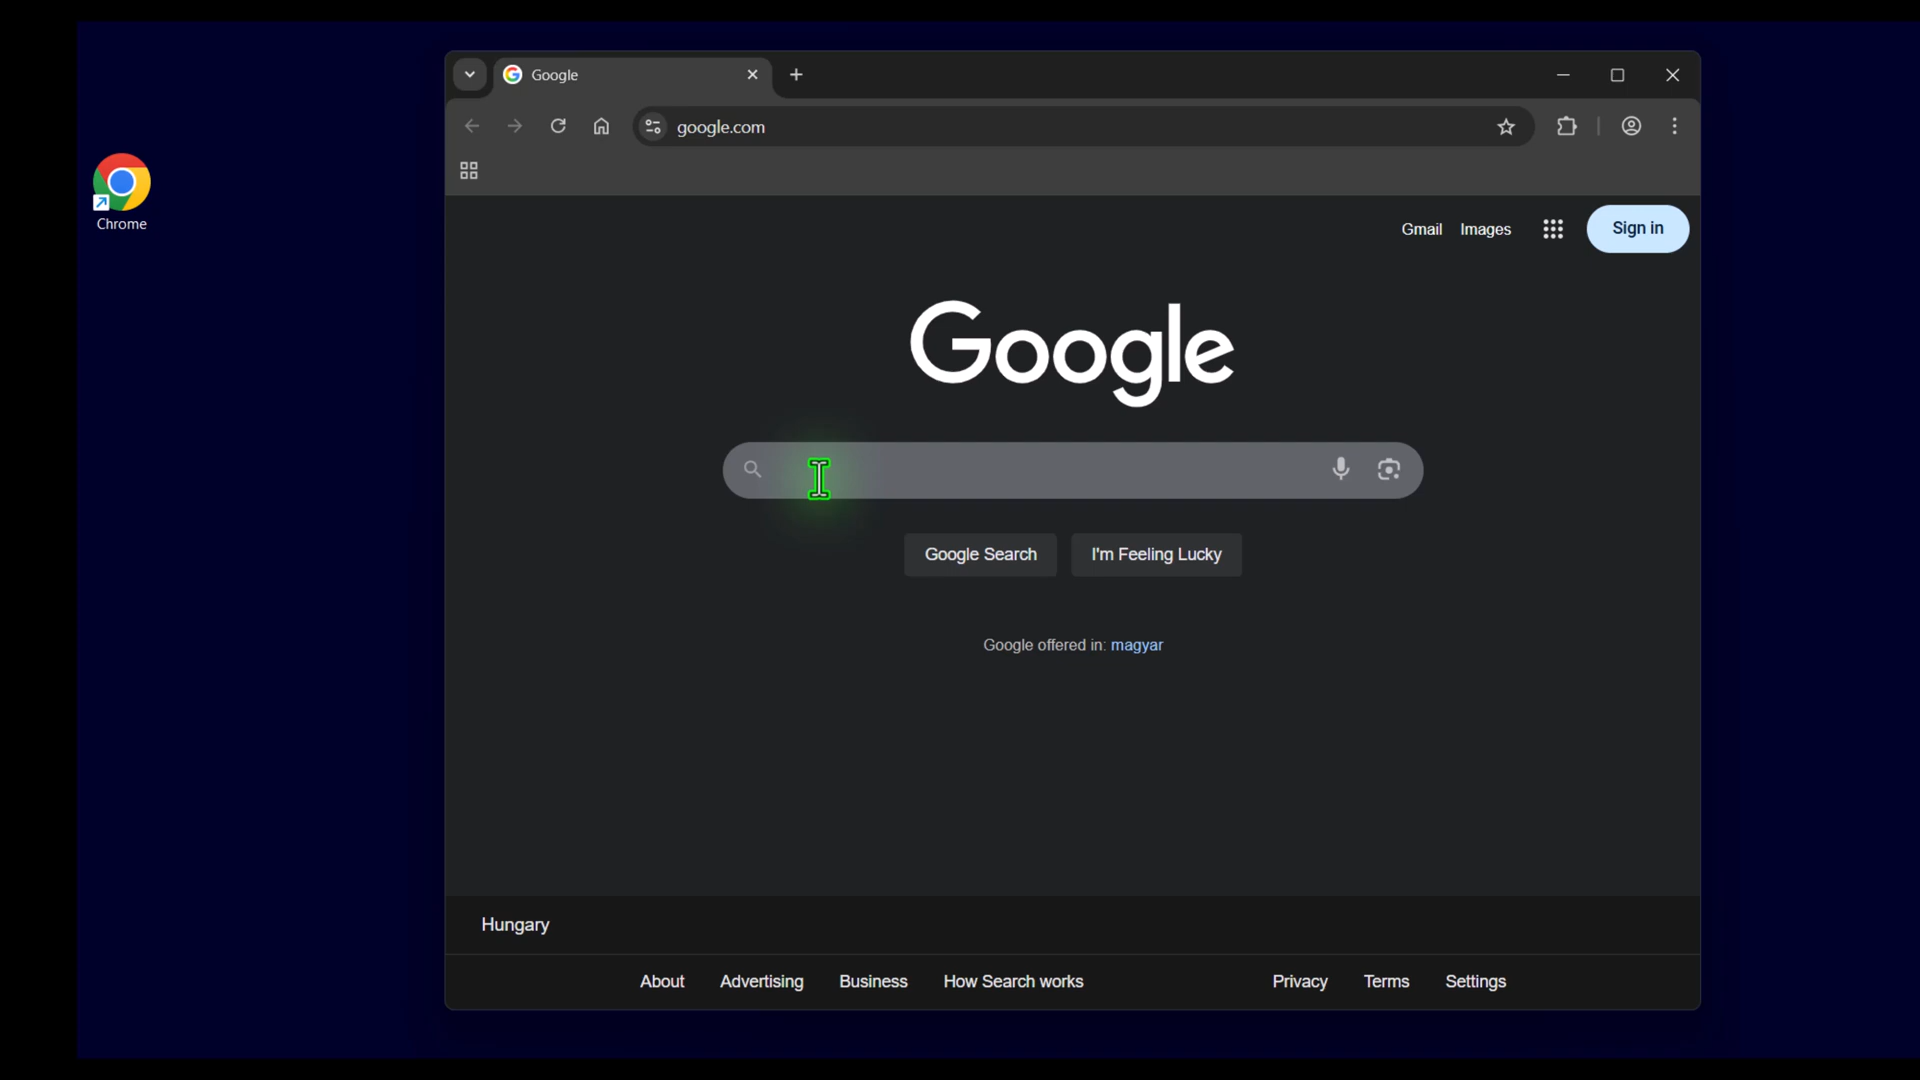 Google
google.com
Chrome
Gmail Images Sign in
Google
Google Search I'm Feeling Lucky
Google offered in: magyar
Hungary
About Advertising Business How Search works Privacy Terms Settings